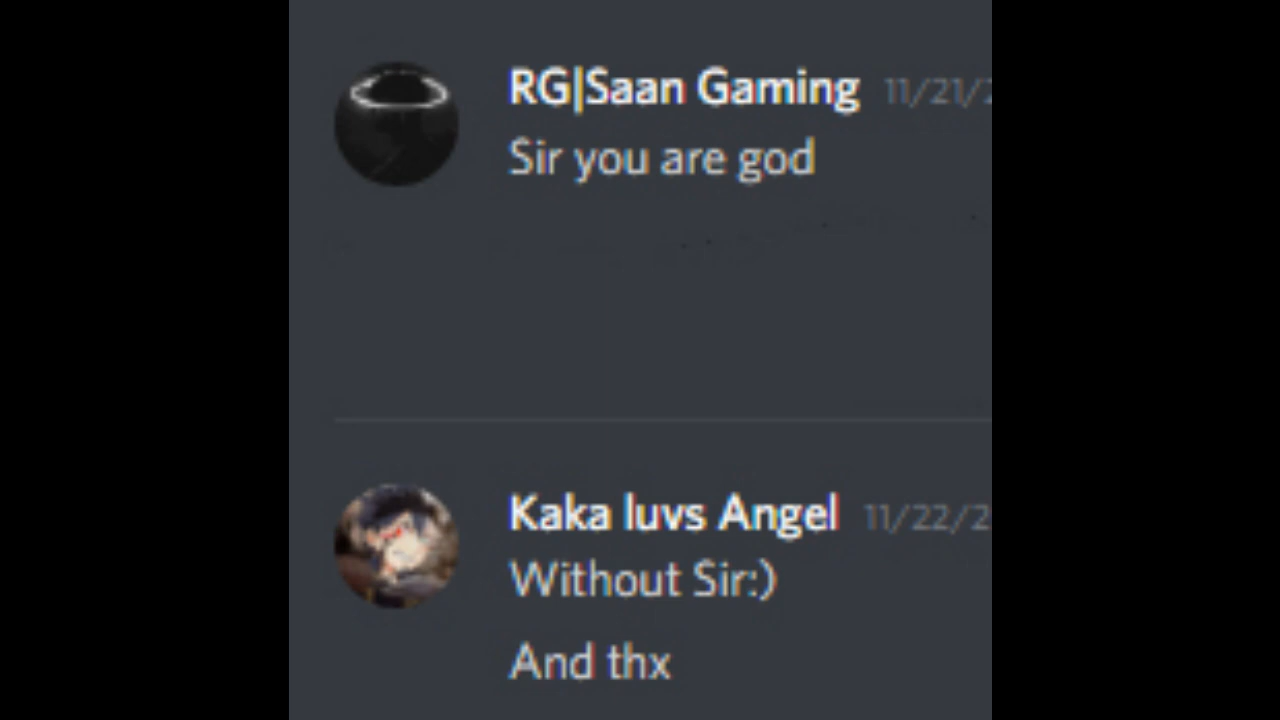 RG|Saan Gaming 11/21/2
Sir you are god
Kaka luvs Angel 11/22/2
Without Sir:)
And thx